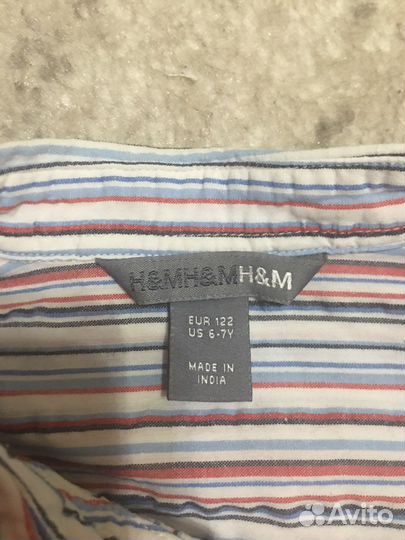 H&MH&MH&M
EUR 122
US 6-7Y
MADE IN
INDIA
Avito